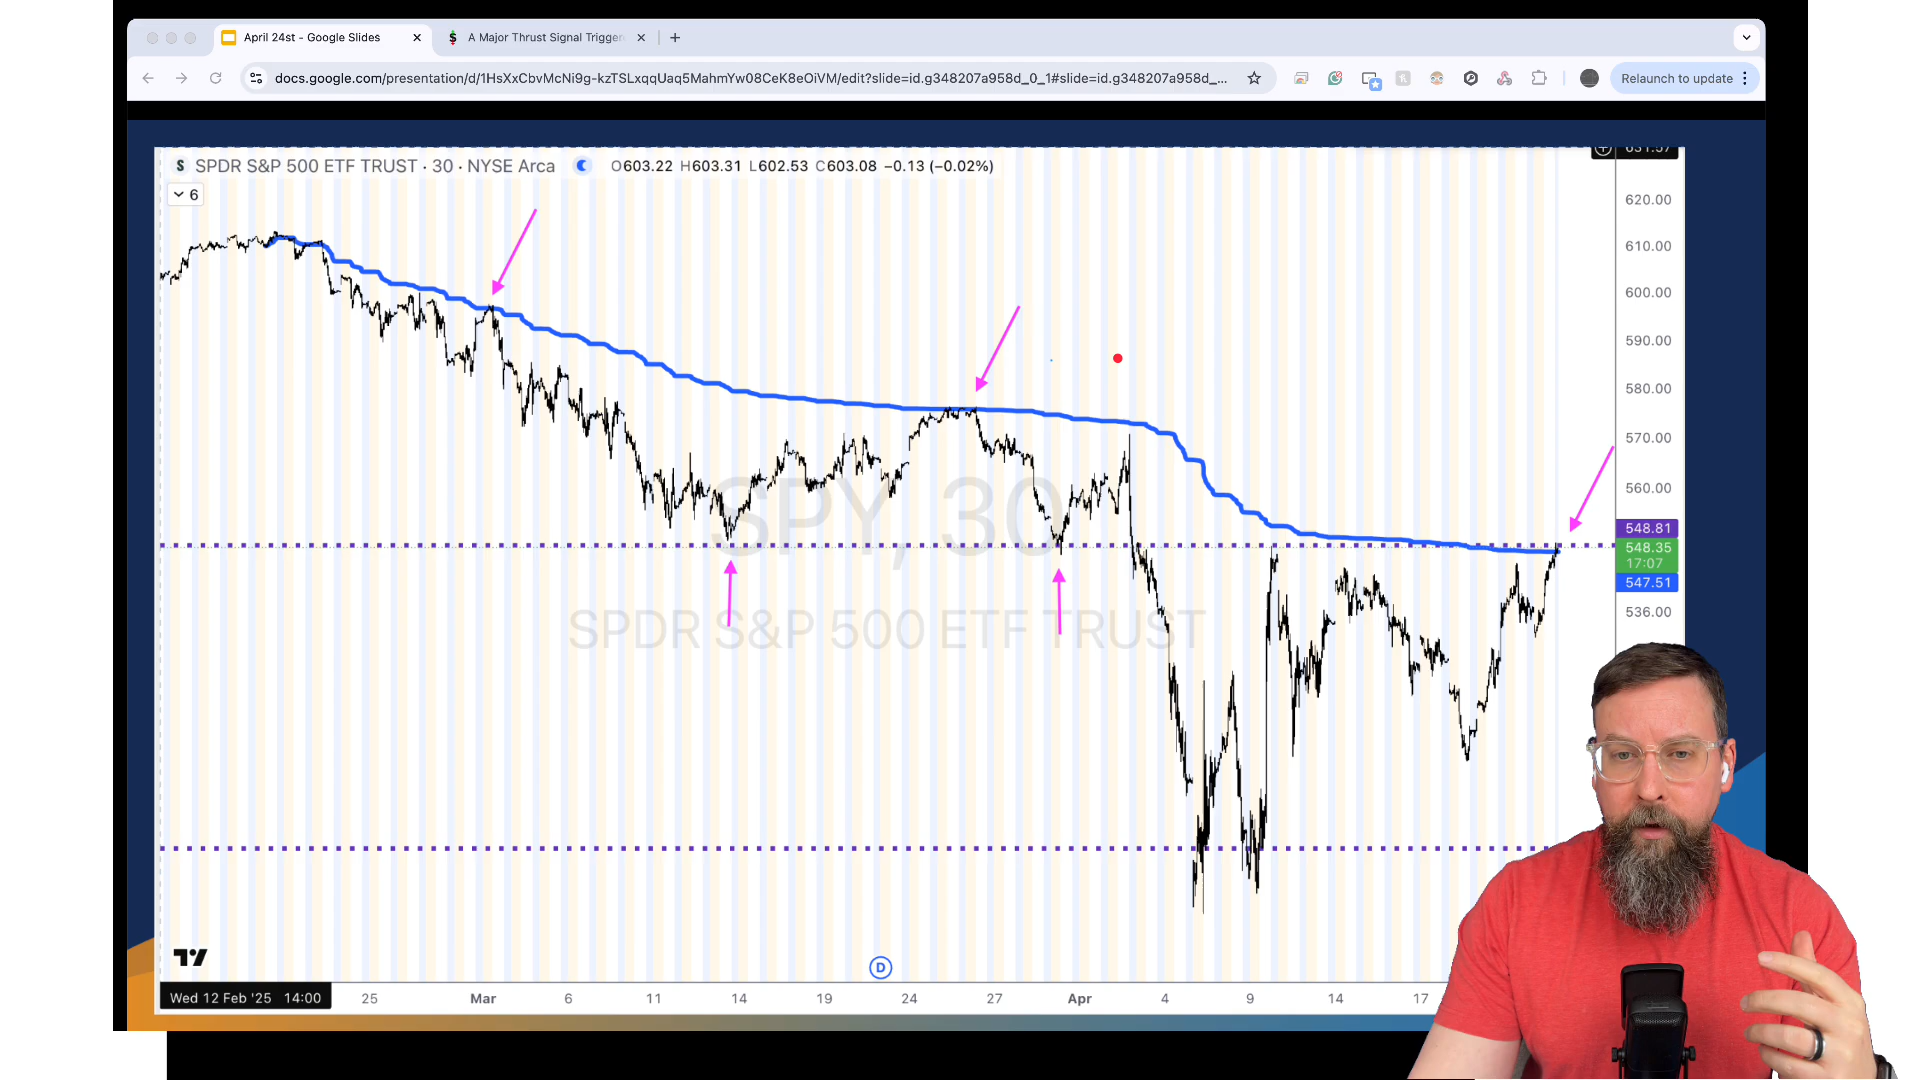 April 24st - Google Slides
A Major Thrust Signal Trigger
docs.google.com/presentation/d/1HsXxCbvMcNi9g-kzTSLxqqUaq5MahmYw08CeK8eOiVM/edit?slide=id.g348207a958d_0_1#slide=id.g348207a958d_...
Relaunch to update
S SPDR S&P 500 ETF TRUST · 30 · NYSE Arca O603.22 H603.31 L602.53 C603.08 −0.13 (−0.02%)
6
631.57
620.00
610.00
600.00
590.00
580.00
570.00
560.00
548.81
548.35
17:07
547.51
536.00
SPY, 30
SPDR S&P 500 ETF TRUST
D
Wed 12 Feb '25 14:00 25 Mar 6 11 14 19 24 27 Apr 4 9 14 17